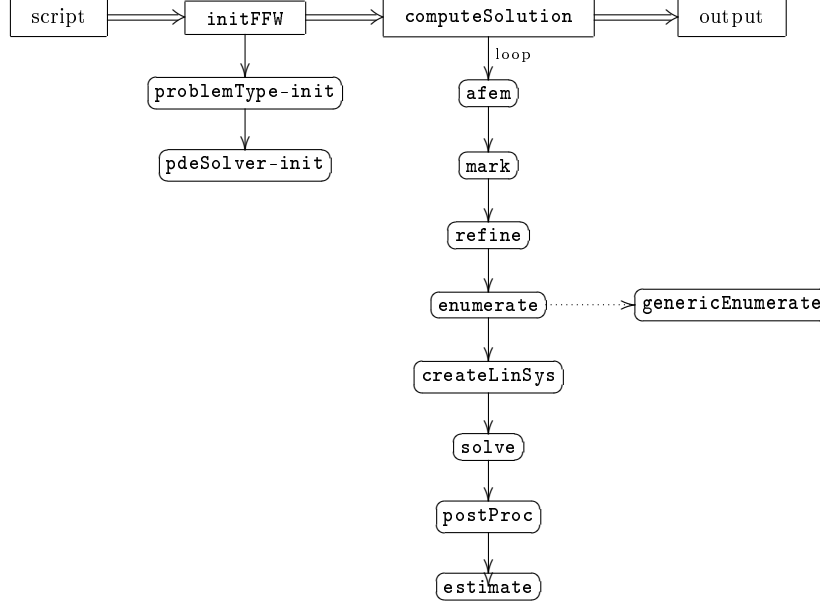 script
initFFW
computeSolution
output
loop
problemType-init
afem
pdeSolver-init
mark
refine
enumerate
genericEnumerate
createLinSys
solve
postProc
estimate